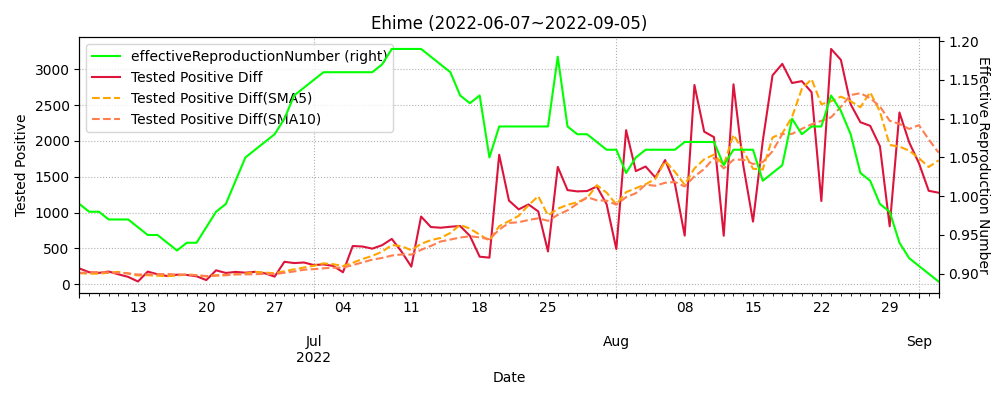 Ehime (2022-06-07~2022-09-05)
effectiveReproductionNumber (right)
Tested Positive Diff
Tested Positive Diff(SMA5)
Tested Positive Diff(SMA10)
Tested Positive
3000
2500
2000
1500
1000
500
0
1.20
1.15
1.10
1.05
1.00
0.95
0.90
Effective Reproduction Number
13 20 27 04 11 18 25 08 15 22 29
Jul Aug Sep
2022
Date